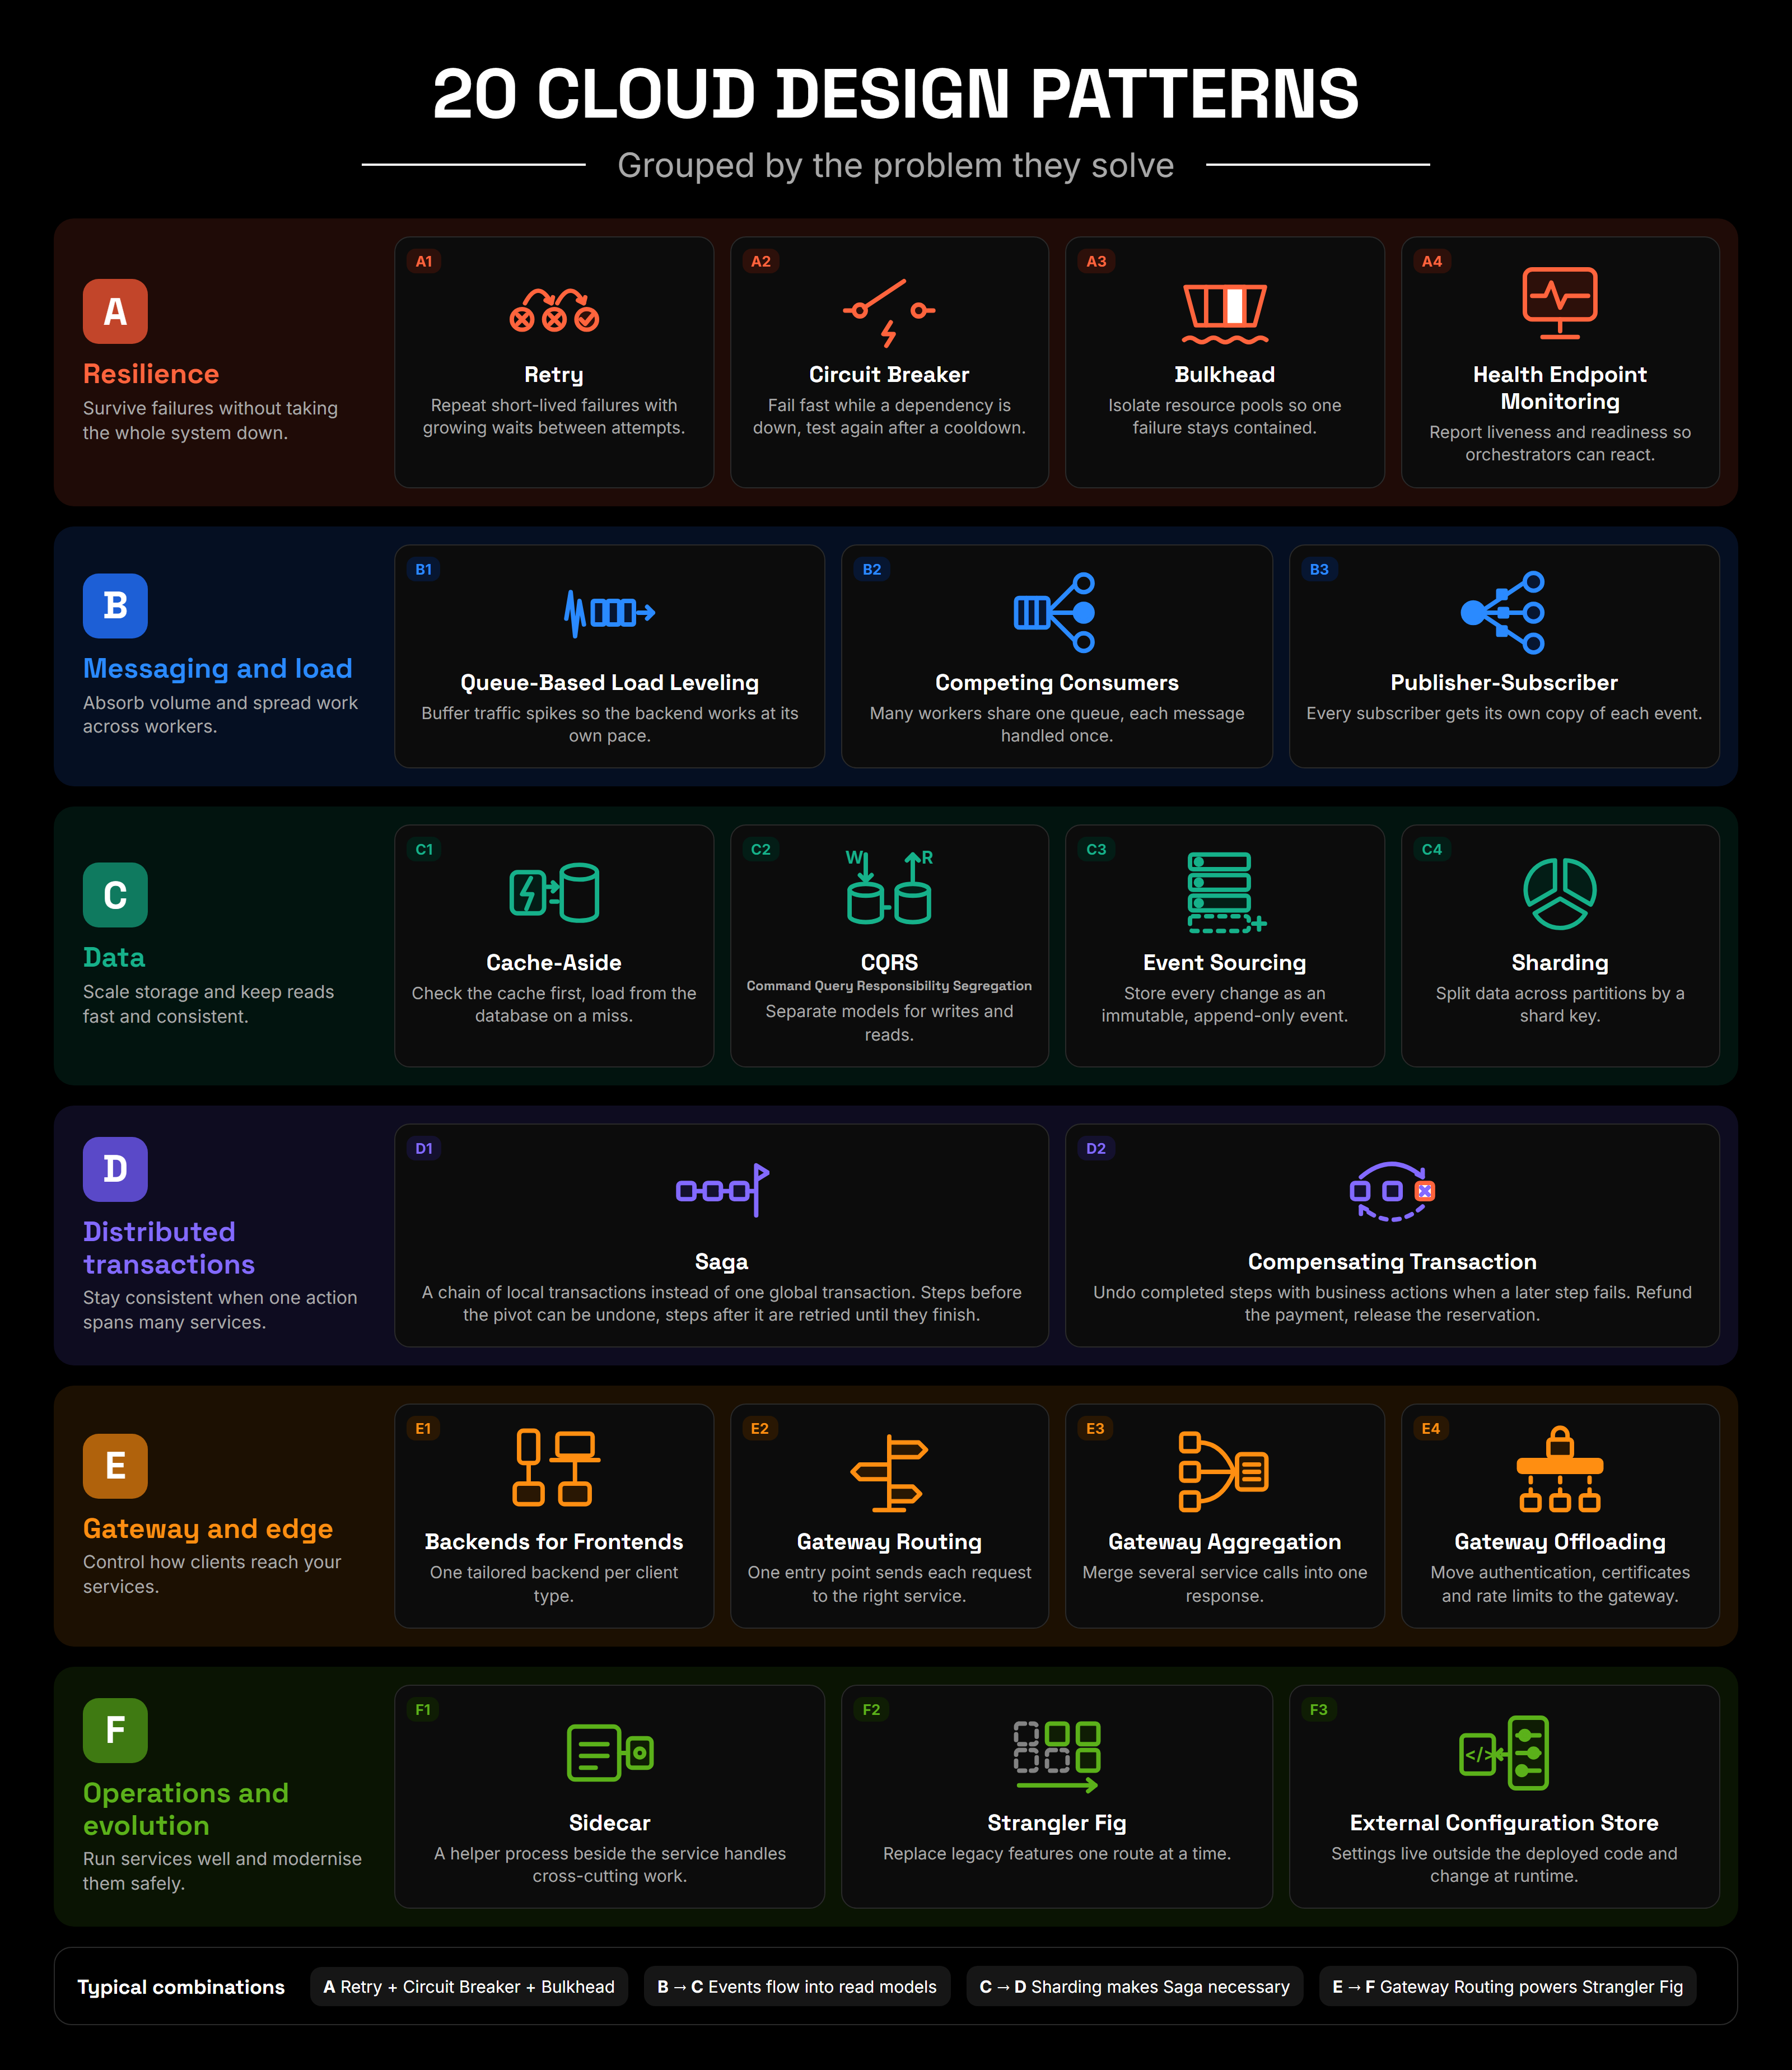 20 CLOUD DESIGN PATTERNS
Grouped by the problem they solve
A
Resilience
Survive failures without taking
the whole system down.
A1
Retry
Repeat short-lived failures with
growing waits between attempts.
A2
Circuit Breaker
Fail fast while a dependency is
down, test again after a cooldown.
A3
Bulkhead
Isolate resource pools so one
failure stays contained.
A4
Health Endpoint
Monitoring
Report liveness and readiness so
orchestrators can react.
B
Messaging and load
Absorb volume and spread work
across workers.
B1
Queue-Based Load Leveling
Buffer traffic spikes so the backend works at its
own pace.
B2
Competing Consumers
Many workers share one queue, each message
handled once.
B3
Publisher-Subscriber
Every subscriber gets its own copy of each event.
C
Data
Scale storage and keep reads
fast and consistent.
C1
Cache-Aside
Check the cache first, load from the
database on a miss.
C2
W R
CQRS
Command Query Responsibility Segregation
Separate models for writes and
reads.
C3
Event Sourcing
Store every change as an
immutable, append-only event.
C4
Sharding
Split data across partitions by a
shard key.
D
Distributed
transactions
Stay consistent when one action
spans many services.
D1
Saga
A chain of local transactions instead of one global transaction. Steps before
the pivot can be undone, steps after it are retried until they finish.
D2
Compensating Transaction
Undo completed steps with business actions when a later step fails. Refund
the payment, release the reservation.
E
Gateway and edge
Control how clients reach your
services.
E1
Backends for Frontends
One tailored backend per client
type.
E2
Gateway Routing
One entry point sends each request
to the right service.
E3
Gateway Aggregation
Merge several service calls into one
response.
E4
Gateway Offloading
Move authentication, certificates
and rate limits to the gateway.
F
Operations and
evolution
Run services well and modernise
them safely.
F1
Sidecar
A helper process beside the service handles
cross-cutting work.
F2
Strangler Fig
Replace legacy features one route at a time.
F3
</>
External Configuration Store
Settings live outside the deployed code and
change at runtime.
Typical combinations
A Retry + Circuit Breaker + Bulkhead
B → C Events flow into read models
C → D Sharding makes Saga necessary
E → F Gateway Routing powers Strangler Fig